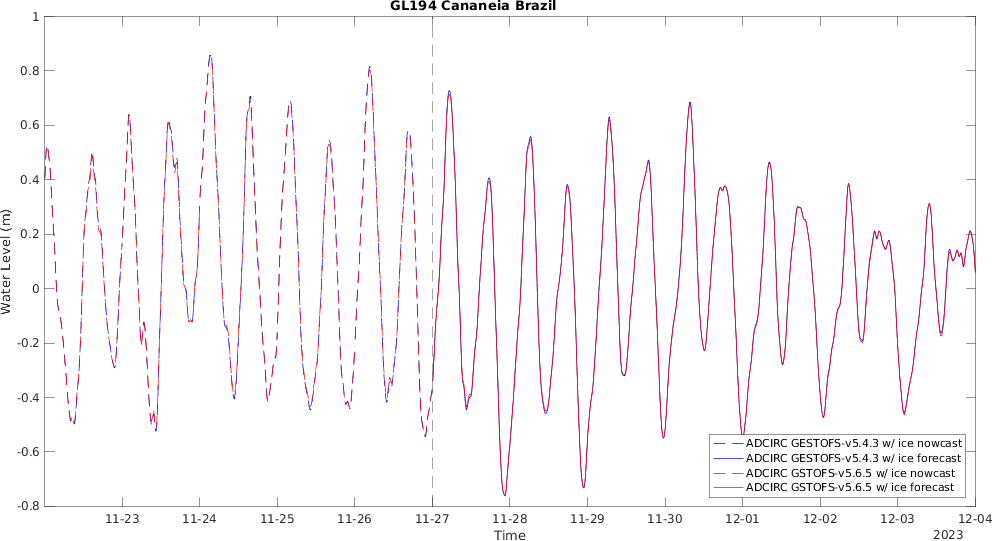 GL194 Cananeia Brazil
1
0.8
0.6
0.4
0.2
0
-0.2
-0.4
-0.6
-0.8
Water Level (m)
ADCIRC GESTOFS-v5.4.3 w/ ice nowcast
ADCIRC GESTOFS-v5.4.3 w/ ice forecast
ADCIRC GSTOFS-v5.6.5 w/ ice nowcast
ADCIRC GSTOFS-v5.6.5 w/ ice forecast
11-23 11-24 11-25 11-26 11-27 11-28 11-29 11-30 12-01 12-02 12-03 12-04
Time
2023